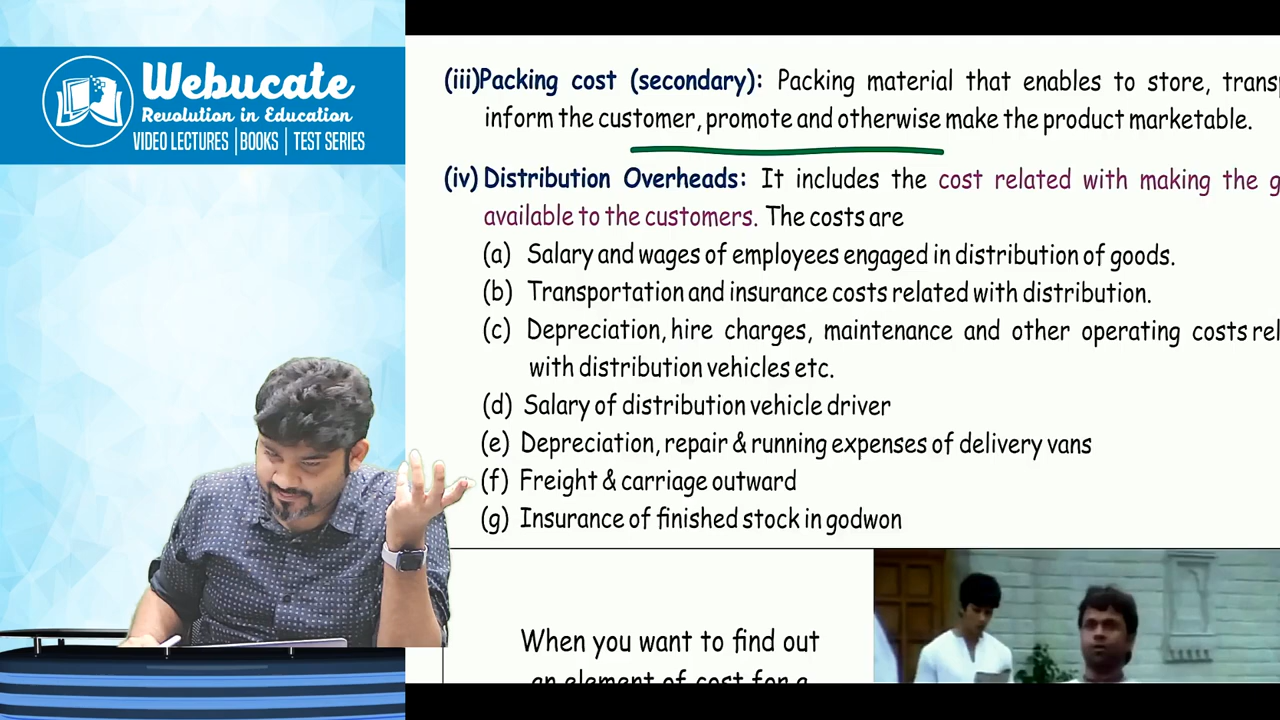 Webucate
Revolution in Education
VIDEO LECTURES | BOOKS | TEST SERIES
(iii)Packing cost (secondary): Packing material that enables to store,
inform the customer, promote and otherwise make the product marketable.
(iv) Distribution Overheads: It includes the cost related with making the
available to the customers. The costs are
(a) Salary and wages of employees engaged in distribution of goods.
(b) Transportation and insurance costs related with distribution.
(c) Depreciation, hire charges, maintenance and other operating costs
with distribution vehicles etc.
(d) Salary of distribution vehicle driver
(e) Depreciation, repair & running expenses of delivery vans
(f) Freight & carriage outward
(g) Insurance of finished stock in godwon
When you want to find out
an element of cost for a